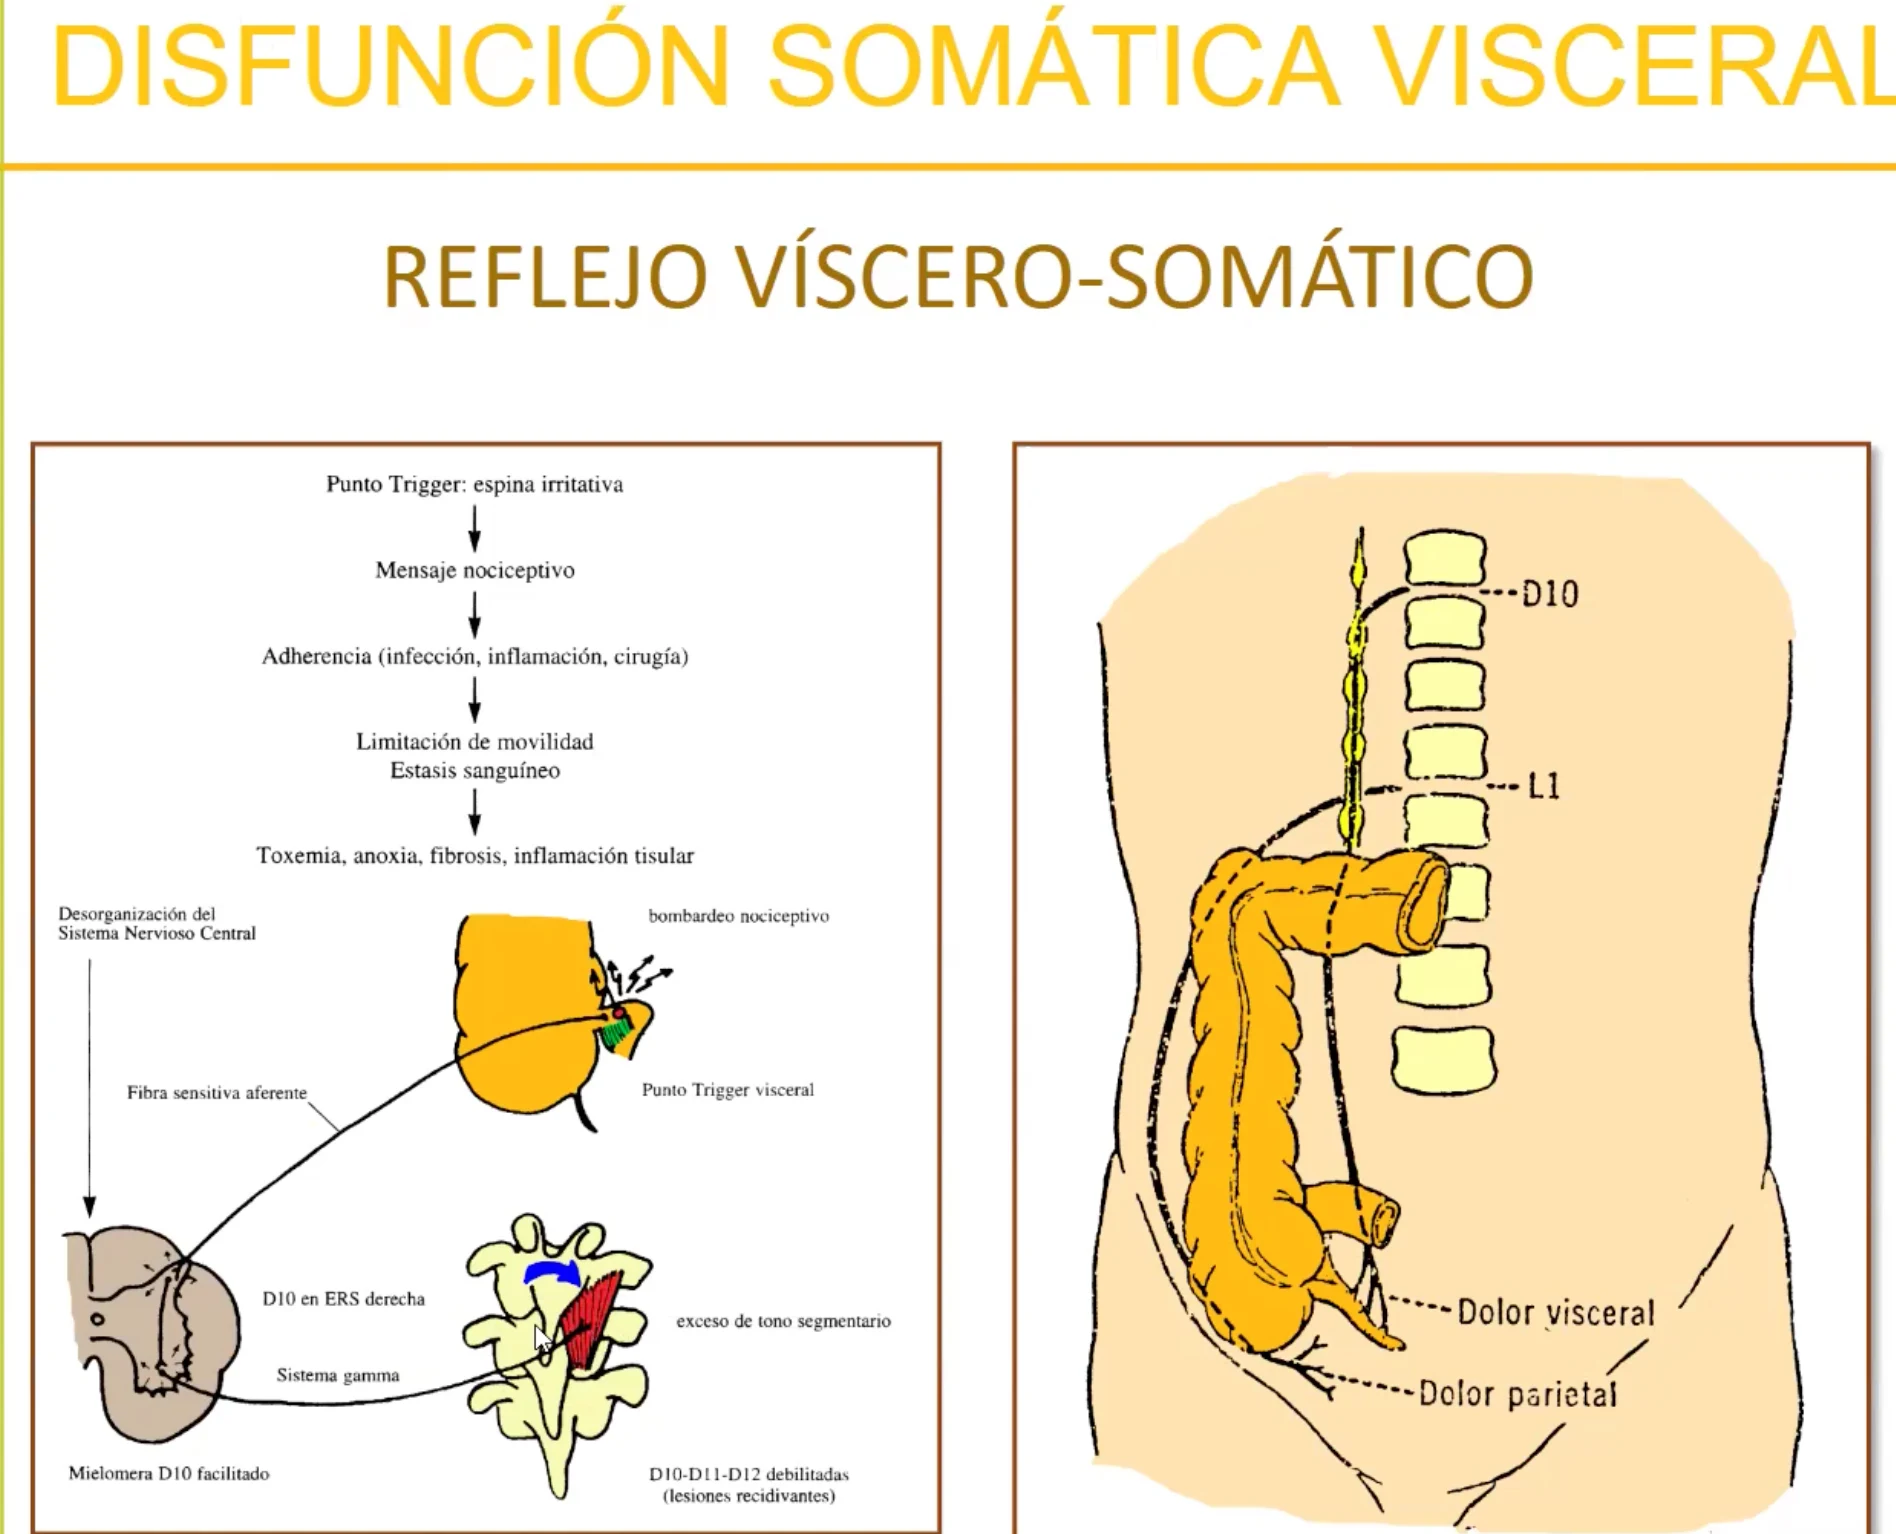 DISFUNCIÓN SOMÁTICA VISCERAL
REFLEJO VÍSCERO-SOMÁTICO
Punto Trigger: espina irritativa
Mensaje nociceptivo
Adherencia (infección, inflamación, cirugía)
Limitación de movilidad
Estasis sanguíneo
Toxemia, anoxia, fibrosis, inflamación tisular
Desorganización del
Sistema Nervioso Central
bombardeo nociceptivo
Fibra sensitiva aferente
Punto Trigger visceral
D10 en ERS derecha
exceso de tono segmentario
Sistema gamma
Mielomera D10 facilitado
D10-D11-D12 debilitadas
(lesiones recidivantes)
D10
L1
Dolor visceral
Dolor parietal